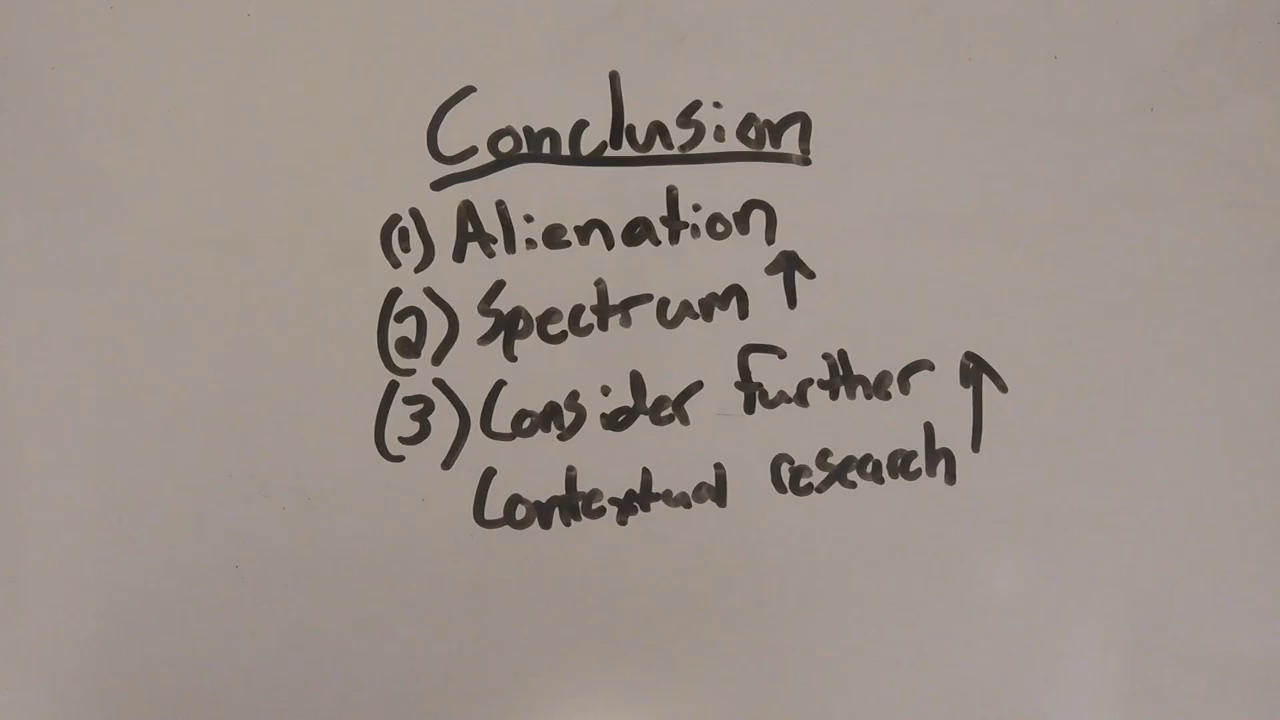 Conclusion
(1) Alienation
(2) Spectrum ↑
(3) Consider further ↑
Contextual research